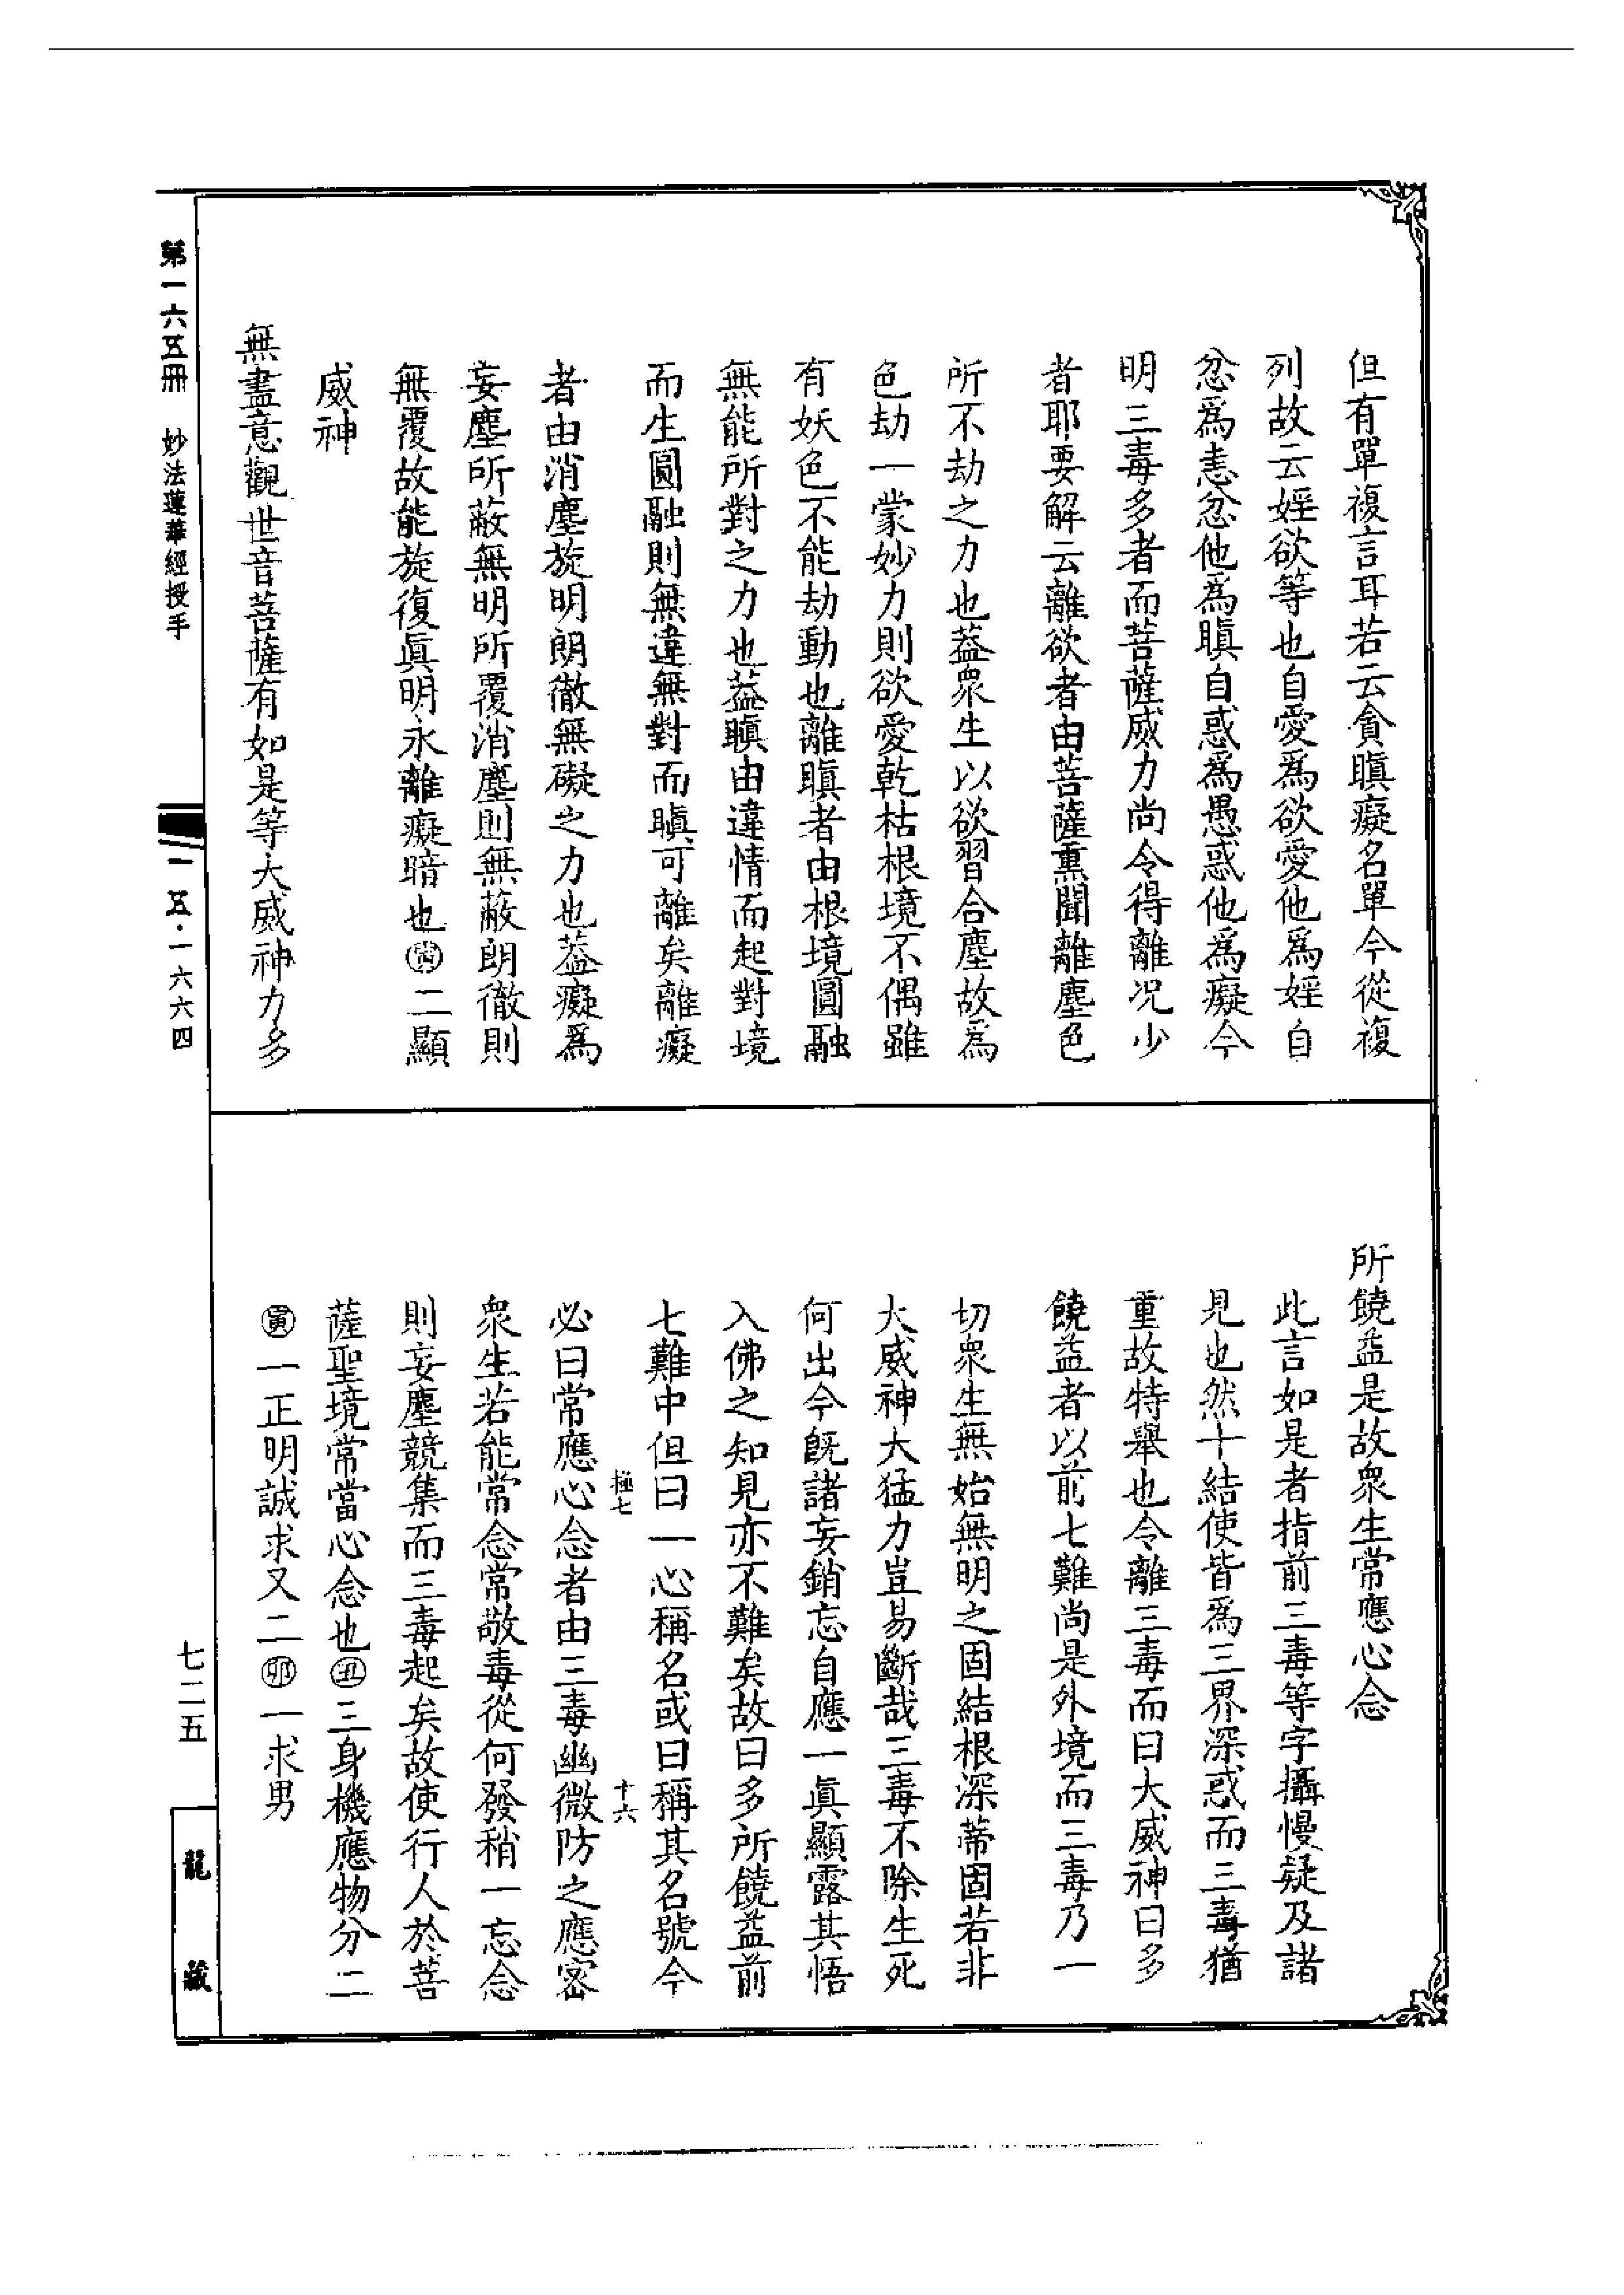 但有單複言耳若云貪瞋癡名單今從複
列故云婬欲等也自愛爲欲愛他爲婬自
忿爲恚忿他爲瞋自惑爲愚惑他爲癡今
明三毒多者而菩薩威力尚令得離况少
者耶要解云離欲者由菩薩熏聞離塵色
所不劫之力也葢衆生以欲習合塵故爲
色劫一蒙妙力則欲愛乾枯根境不偶雖
有妖色不能劫動也離瞋者由根境圓融
無能所對之力也葢瞋由違情而起對境
而生圓融則無違無對而瞋可離矣離癡
者由消塵旋明朗徹無礙之力也葢癡爲
妄塵所蔽無明所覆消塵則無蔽朗徹則
無覆故能旋復眞明永離癡暗也㊞二顯
威神
無盡意觀世音菩薩有如是等大威神力多
所饒益是故衆生常應心念
此言如是者指前三毒等字攝慢疑及諸
見也然十結使皆爲三界深惑而三毒猶
重故特舉也令離三毒而曰大威神曰多
饒益者以前七難尚是外境而三毒乃一
切衆生無始無明之固結根深蒂固若非
大威神大猛力豈易斷哉三毒不除生死
何出今旣諸妄銷忘自應一眞顯露其悟
入佛之知見亦不難矣故曰多所饒益前
七難中但曰一心稱名或曰稱其名號今
極七 十六
必曰常應心念者由三毒幽微防之應密
衆生若能常念常敬毒從何發稍一忘念
則妄塵競集而三毒起矣故使行人於菩
薩聖境常當心念也丑三身機應物分二
寅一正明誠求又二卯一求男
第一六五冊 妙法蓮華經授手
一五·一六六四
七二五
龍藏